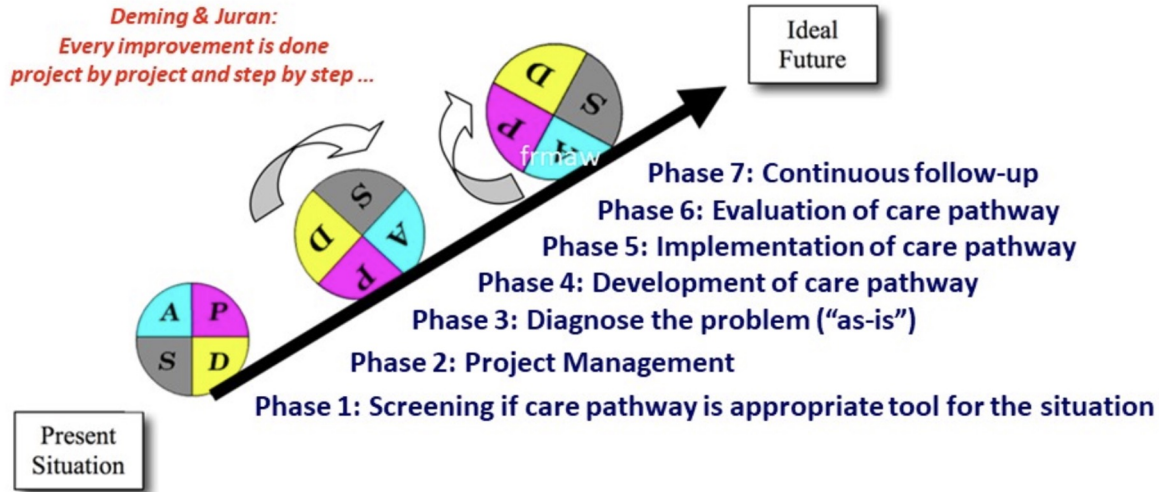 Deming & Juran:
Every improvement is done
project by project and step by step ...
Ideal
Future
D
S
P
A
frmaw
S
D
A
P
A
P
S
D
Phase 7: Continuous follow-up
Phase 6: Evaluation of care pathway
Phase 5: Implementation of care pathway
Phase 4: Development of care pathway
Phase 3: Diagnose the problem (“as-is”)
Phase 2: Project Management
Phase 1: Screening if care pathway is appropriate tool for the situation
Present
Situation